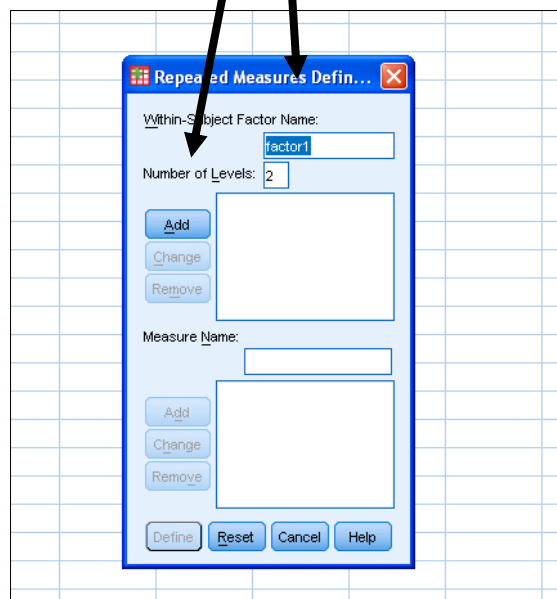 Repeated Measures Defin...
Within-Subject Factor Name:
factor1
Number of Levels: 2
Add
Change
Remove
Measure Name:
Add
Change
Remove
Define Reset Cancel Help